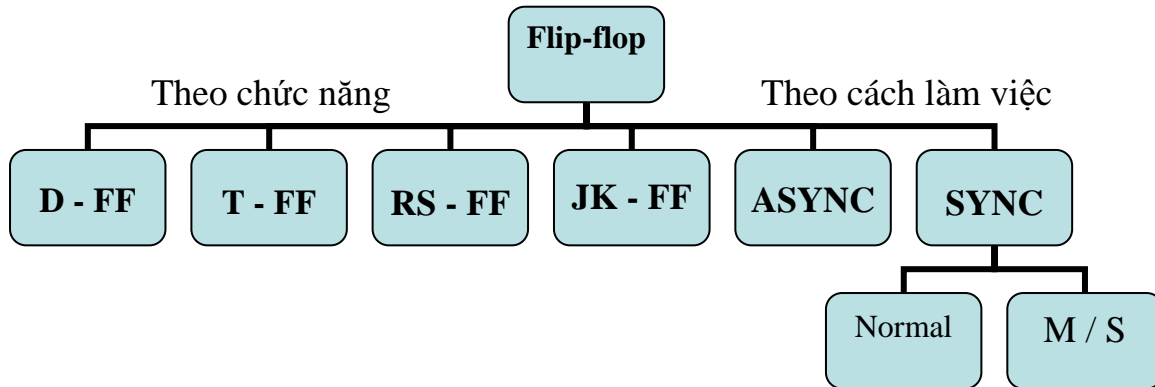 Flip-flop
Theo chức năng
Theo cách làm việc
D - FF
T - FF
RS - FF
JK - FF
ASYNC
SYNC
Normal
M / S